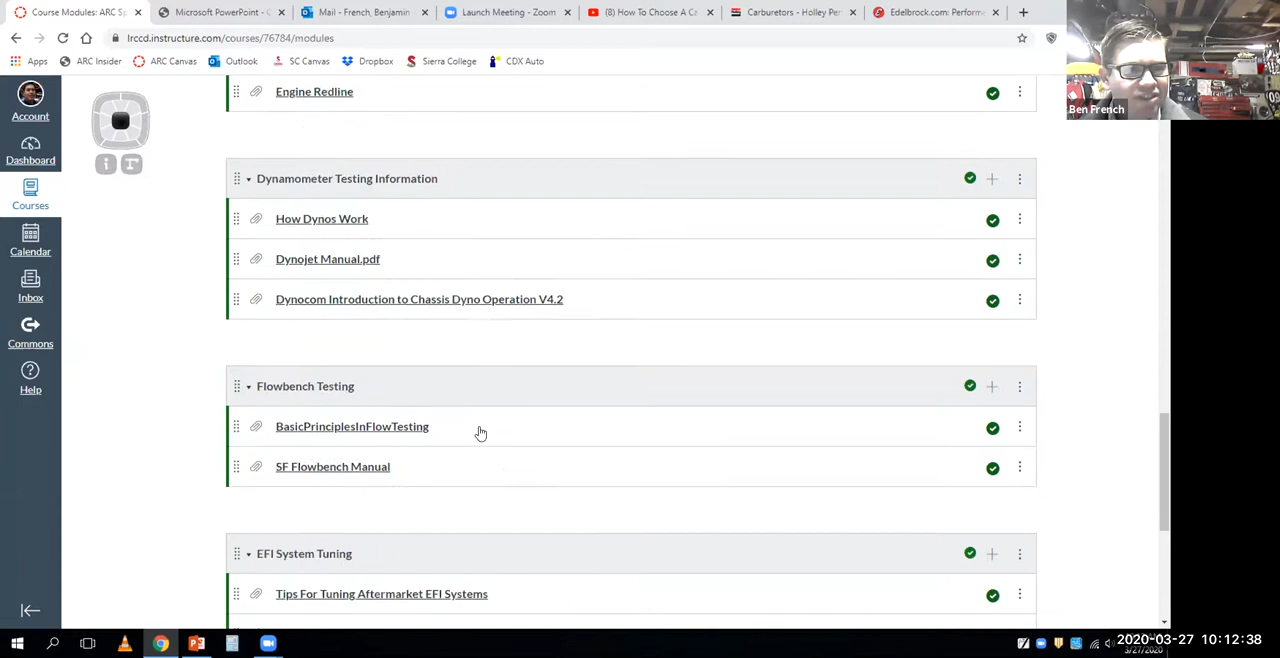 Course Modules: ARC Sp
Microsoft PowerPoint - C
Mail - French, Benjamin
Launch Meeting - Zoom
(8) How To Choose A Ca
Carburetors - Holley Per
Edelbrock.com: Perform
lrccd.instructure.com/courses/76784/modules
Apps
ARC Insider
ARC Canvas
Outlook
SC Canvas
Dropbox
Sierra College
CDX Auto
Ben French
Account
Dashboard
Courses
Calendar
Inbox
Commons
Help
Engine Redline
Dynamometer Testing Information
How Dynos Work
Dynojet Manual.pdf
Dynocom Introduction to Chassis Dyno Operation V4.2
Flowbench Testing
BasicPrinciplesInFlowTesting
SF Flowbench Manual
EFI System Tuning
Tips For Tuning Aftermarket EFI Systems
2020-03-27 10:12:38
3/27/2020